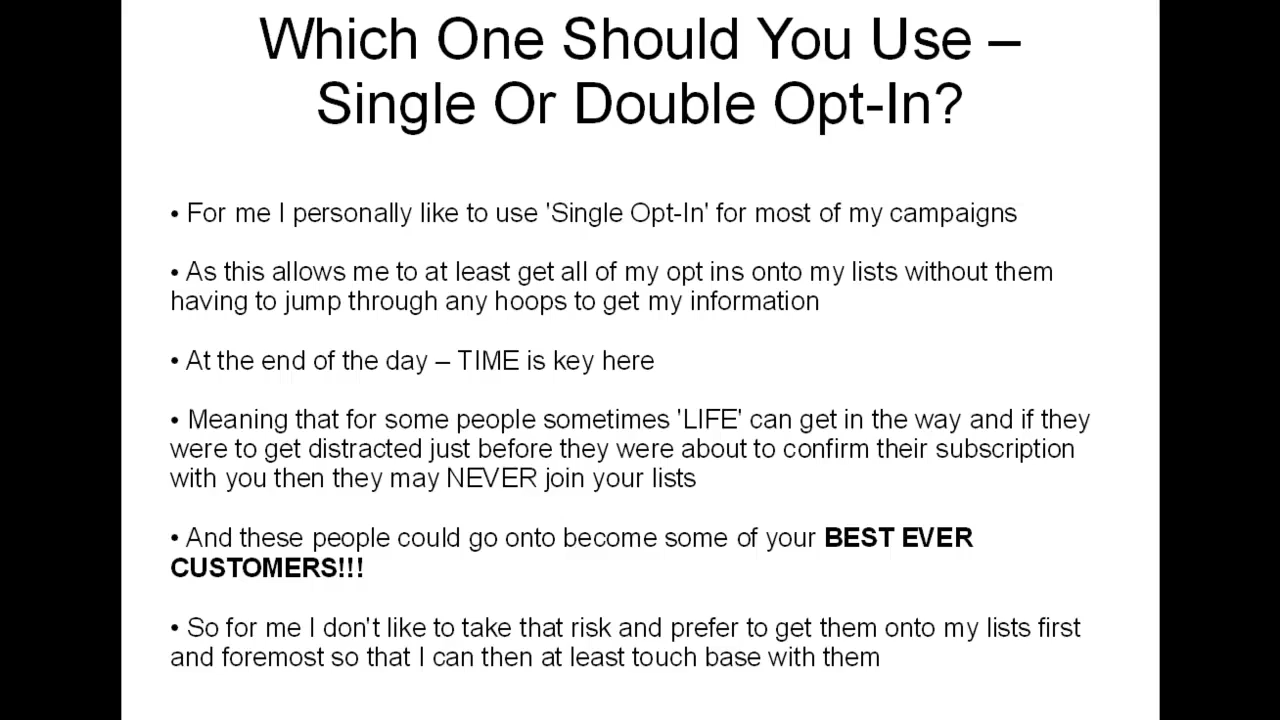 Which One Should You Use –
Single Or Double Opt-In?
• For me I personally like to use 'Single Opt-In' for most of my campaigns
• As this allows me to at least get all of my opt ins onto my lists without them
having to jump through any hoops to get my information
• At the end of the day – TIME is key here
• Meaning that for some people sometimes 'LIFE' can get in the way and if they
were to get distracted just before they were about to confirm their subscription
with you then they may NEVER join your lists
• And these people could go onto become some of your BEST EVER
CUSTOMERS!!!
• So for me I don't like to take that risk and prefer to get them onto my lists first
and foremost so that I can then at least touch base with them